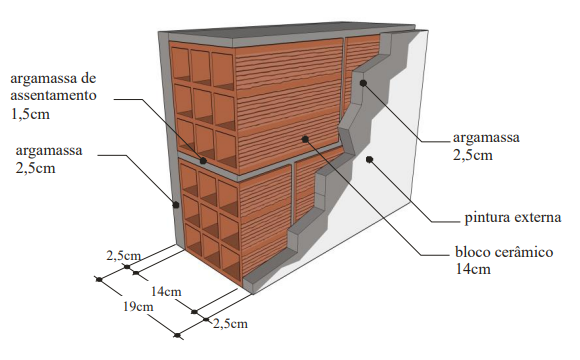 argamassa de
assentamento
1,5cm
argamassa
2,5cm
argamassa
2,5cm
pintura externa
bloco cerâmico
14cm
2,5cm
14cm
19cm
2,5cm